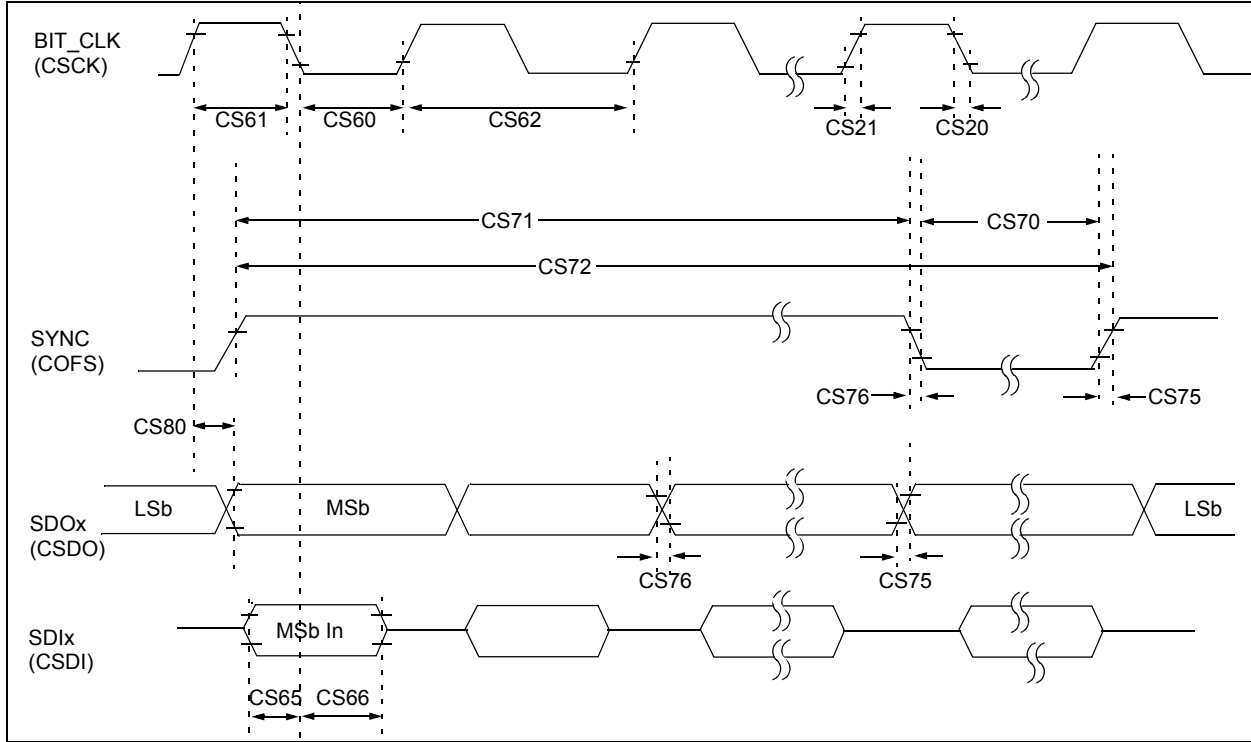 BIT_CLK
(CSCK)
CS61
CS60
CS62
CS21
CS20
CS71
CS70
CS72
SYNC
(COFS)
CS76
CS75
CS80
LSb
MSb
LSb
SDOx
(CSDO)
CS76
CS75
MSb In
SDIx
(CSDI)
CS65
CS66